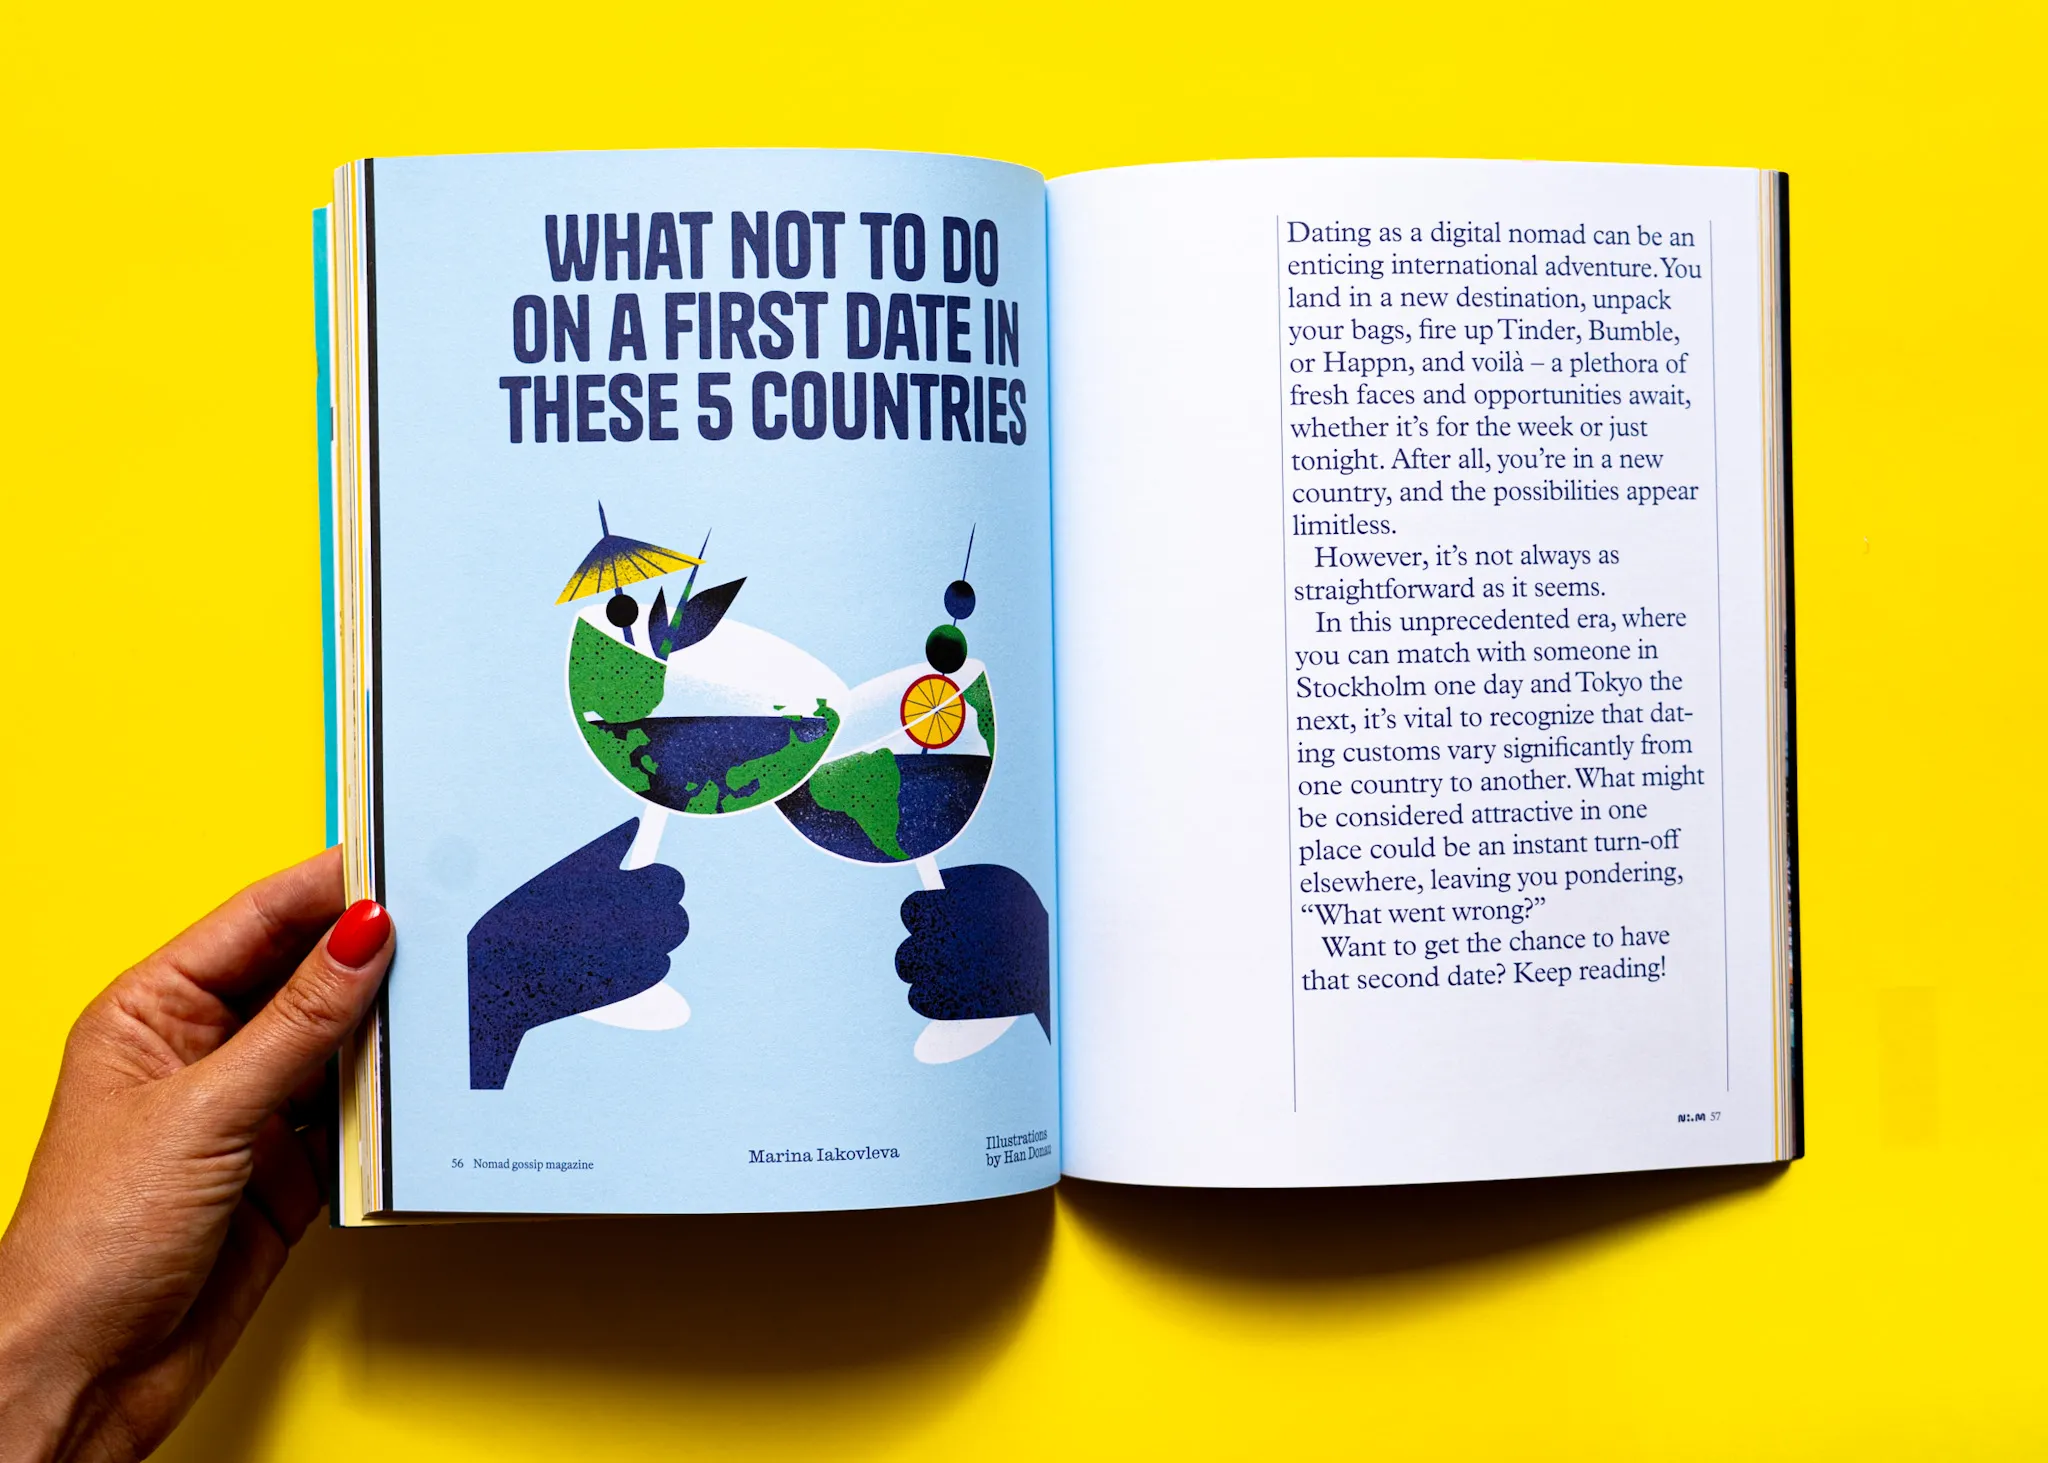 WHAT NOT TO DO
ON A FIRST DATE IN
THESE 5 COUNTRIES
56 Nomad gossip magazine
Marina Iakovleva
Illustrations
by Han Donau
Dating as a digital nomad can be an
enticing international adventure. You
land in a new destination, unpack
your bags, fire up Tinder, Bumble,
or Happn, and voilà – a plethora of
fresh faces and opportunities await,
whether it’s for the week or just
tonight. After all, you’re in a new
country, and the possibilities appear
limitless.
However, it’s not always as
straightforward as it seems.
In this unprecedented era, where
you can match with someone in
Stockholm one day and Tokyo the
next, it’s vital to recognize that dat-
ing customs vary significantly from
one country to another. What might
be considered attractive in one
place could be an instant turn-off
elsewhere, leaving you pondering,
“What went wrong?”
Want to get the chance to have
that second date? Keep reading!
57